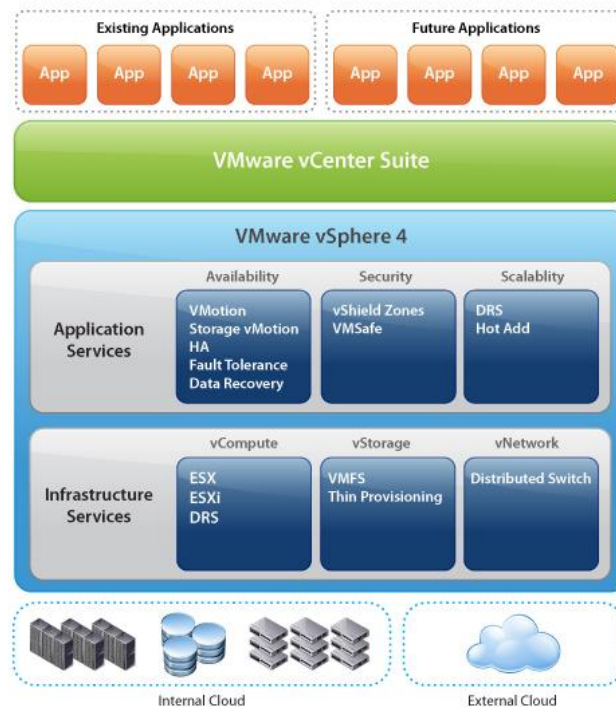 Existing Applications
Future Applications
App App App App
App App App App
VMware vCenter Suite
VMware vSphere 4
Application
Services
Availability
VMotion
Storage vMotion
HA
Fault Tolerance
Data Recovery
Security
vShield Zones
VMSafe
Scalablity
DRS
Hot Add
Infrastructure
Services
vCompute
ESX
ESXi
DRS
vStorage
VMFS
Thin Provisioning
vNetwork
Distributed Switch
Internal Cloud
External Cloud